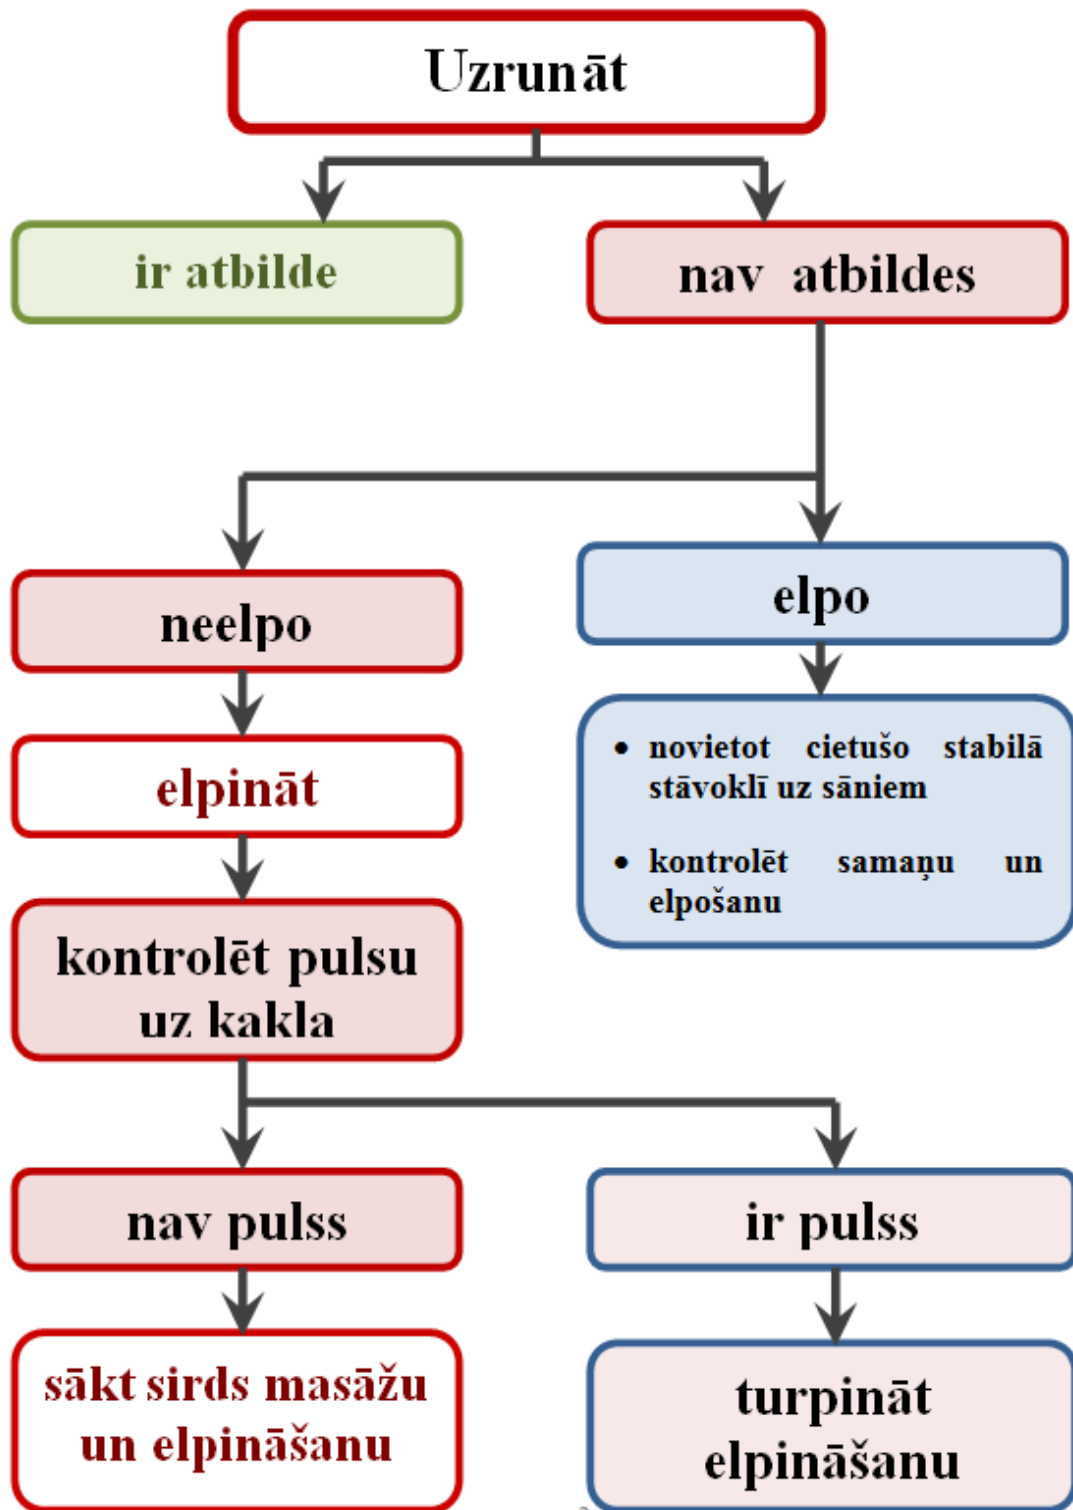 Uzrunāt
ir atbilde
nav atbildes
neelpo
elpo
elpināt
• novietot cietušo stabilā
stāvoklī uz sāniem
• kontrolēt samaņu un
elpošanu
kontrolēt pulsu
uz kakla
nav pulss
ir pulss
sākt sirds masāžu
un elpināšanu
turpināt
elpināšanu